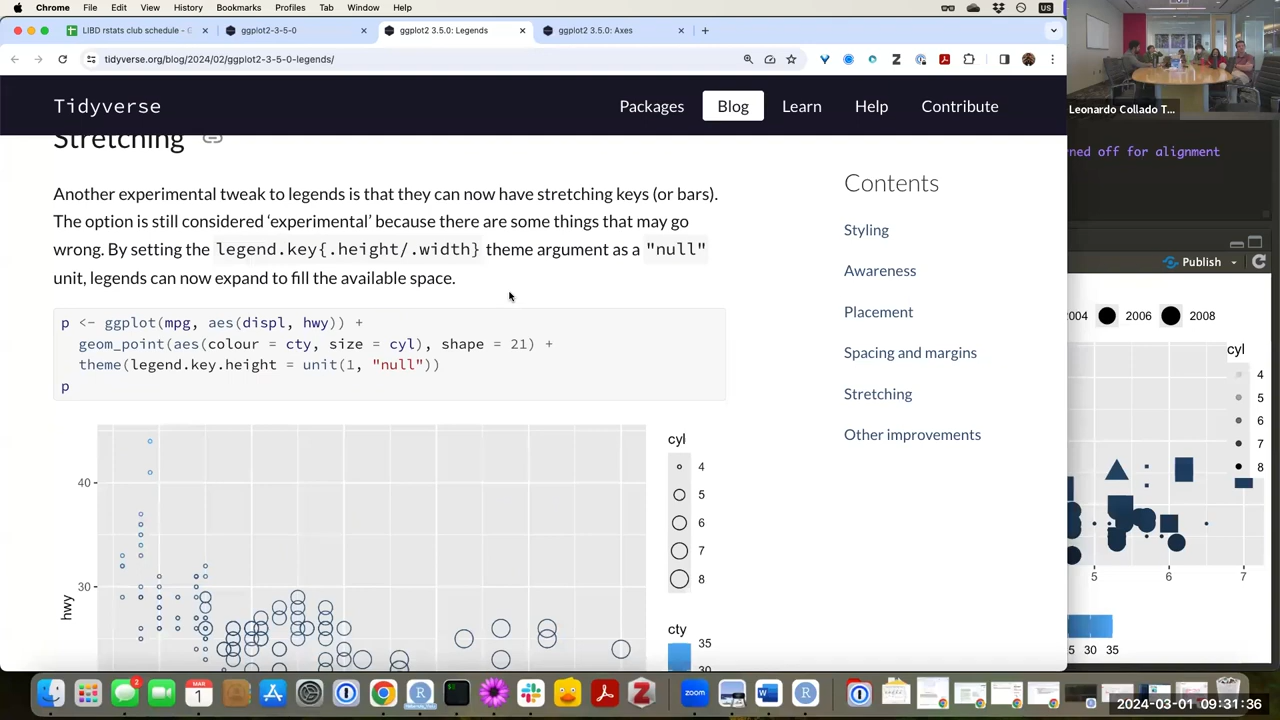 Chrome File Edit View History Bookmarks Profiles Tab Window Help US
LIBD rstats club schedule - G
ggplot2-3-5-0
ggplot2 3.5.0: Legends
ggplot2 3.5.0: Axes
tidyverse.org/blog/2024/02/ggplot2-3-5-0-legends/
Leonardo Collado T...
Tidyverse Packages Blog Learn Help Contribute
Stretching
Another experimental tweak to legends is that they can now have stretching keys (or bars).
The option is still considered ‘experimental’ because there are some things that may go
wrong. By setting the legend.key{.height/.width} theme argument as a "null"
unit, legends can now expand to fill the available space.
p <- ggplot(mpg, aes(displ, hwy)) +
geom_point(aes(colour = cty, size = cyl), shape = 21) +
theme(legend.key.height = unit(1, "null"))
p
40
30
hwy
cyl
4
5
6
7
8
cty
35
30
Contents
Styling
Awareness
Placement
Spacing and margins
Stretching
Other improvements
ned off for alignment
Publish
004 2006 2008
cyl
4
5
6
7
8
5 6 7
5 30 35
MAR
1
2
zoom
2024-03-01 09:31:36